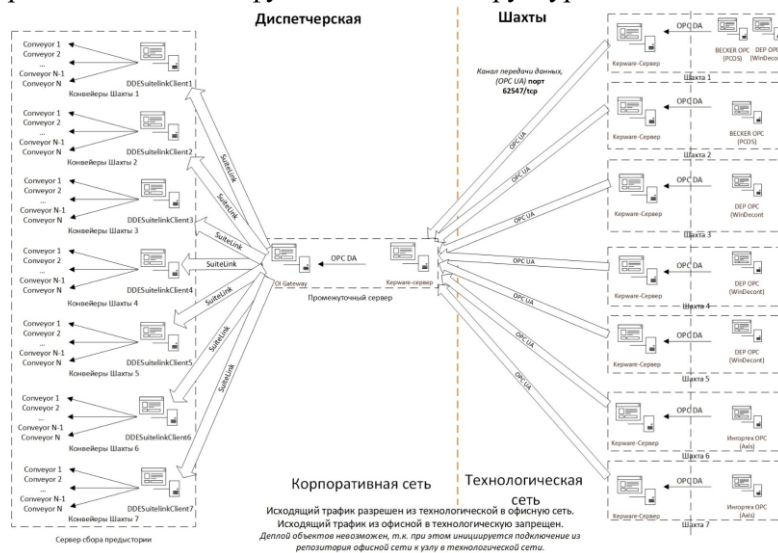 Диспетчерская
Шахты
Conveyor 1
Conveyor 2
...
Conveyor N-1
Conveyor N
DDESuitelinkClient1
Конвейеры Шахты 1
Conveyor 1
Conveyor 2
...
Conveyor N-1
Conveyor N
DDESuitelinkClient2
Конвейеры Шахты 2
Conveyor 1
Conveyor 2
...
Conveyor N-1
Conveyor N
DDESuitelinkClient3
Конвейеры Шахты 3
Conveyor 1
Conveyor 2
...
Conveyor N-1
Conveyor N
DDESuitelinkClient4
Конвейеры Шахты 4
Conveyor 1
Conveyor 2
...
Conveyor N-1
Conveyor N
DDESuitelinkClient5
Конвейеры Шахты 5
Conveyor 1
Conveyor 2
...
Conveyor N-1
Conveyor N
DDESuitelinkClient6
Конвейеры Шахты 6
Conveyor 1
Conveyor 2
...
Conveyor N-1
Conveyor N
DDESuitelinkClient7
Конвейеры Шахты 7
Сервер сбора предыстории
SuiteLink
SuiteLink
SuiteLink
SuiteLink
SuiteLink
SuiteLink
SuiteLink
OI Gateway
OPC DA
Kepware-сервер
Промежуточный сервер
Канал передачи данных,
(OPC UA) порт
62547/tcp
OPC UA
OPC UA
OPC UA
OPC UA
OPC UA
OPC UA
OPC UA
Kepware-Сервер
OPC DA
BECKER OPC
(PCOS)
DEP OPC
(WinDecont
Шахта 1
Kepware-Сервер
BECKER OPC
(PCOS)
Шахта 2
Kepware-Сервер
OPC DA
DEP OPC
(WinDecont
Шахта 3
Kepware-Сервер
OPC DA
DEP OPC
(WinDecont)
Шахта 4
Kepware-Сервер
OPC DA
DEP OPC
(WinDecont)
Шахта 5
Kepware-Сервер
OPC DA
Ингортех OPC
(Axis)
Шахта 6
Kepware-Сервер
OPC DA
Ингортех OPC
(Axis)
Шахта 7
Корпоративная сеть
Технологическая
сеть
Исходящий трафик разрешен из технологической в офисную сеть.
Исходящий трафик из офисной в технологическую запрещен.
Деплой объектов невозможен, т.к. при этом инициируется подключение из
репозитория офисной сети к узлу в технологической сети.